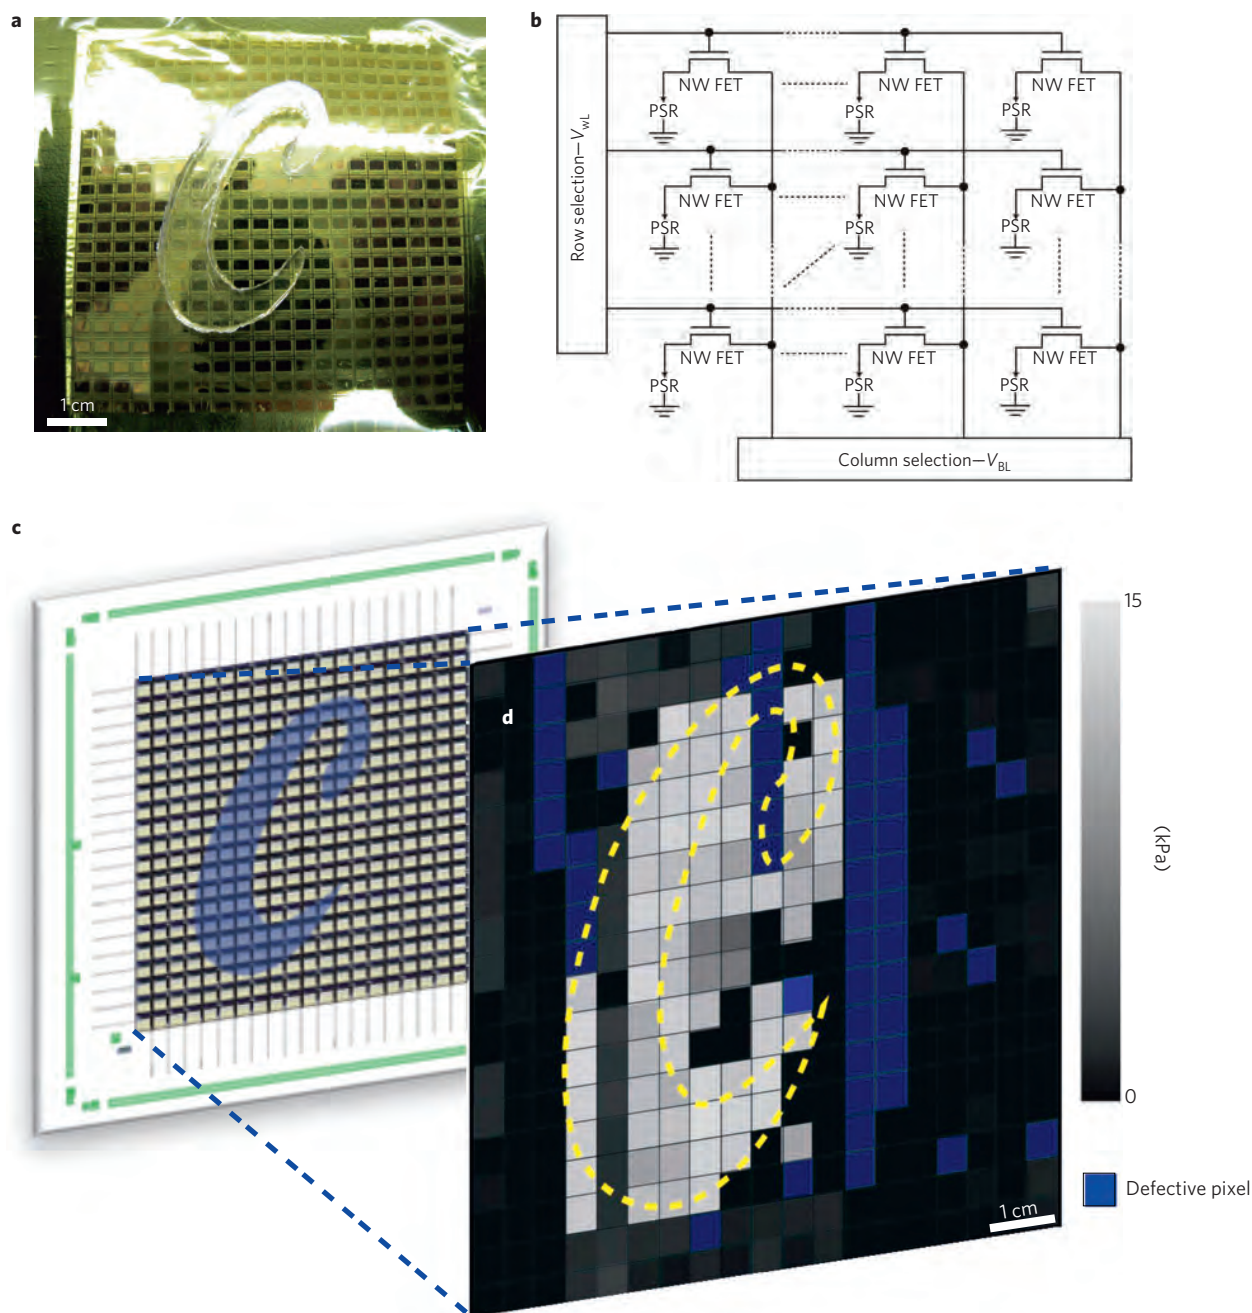 a
1 cm
b
Row selection—V_WL
NW FET
NW FET
NW FET
PSR
PSR
PSR
NW FET
NW FET
NW FET
PSR
PSR
PSR
NW FET
NW FET
NW FET
PSR
PSR
PSR
Column selection—V_BL
c
d
15
(kPa)
0
Defective pixel
1 cm